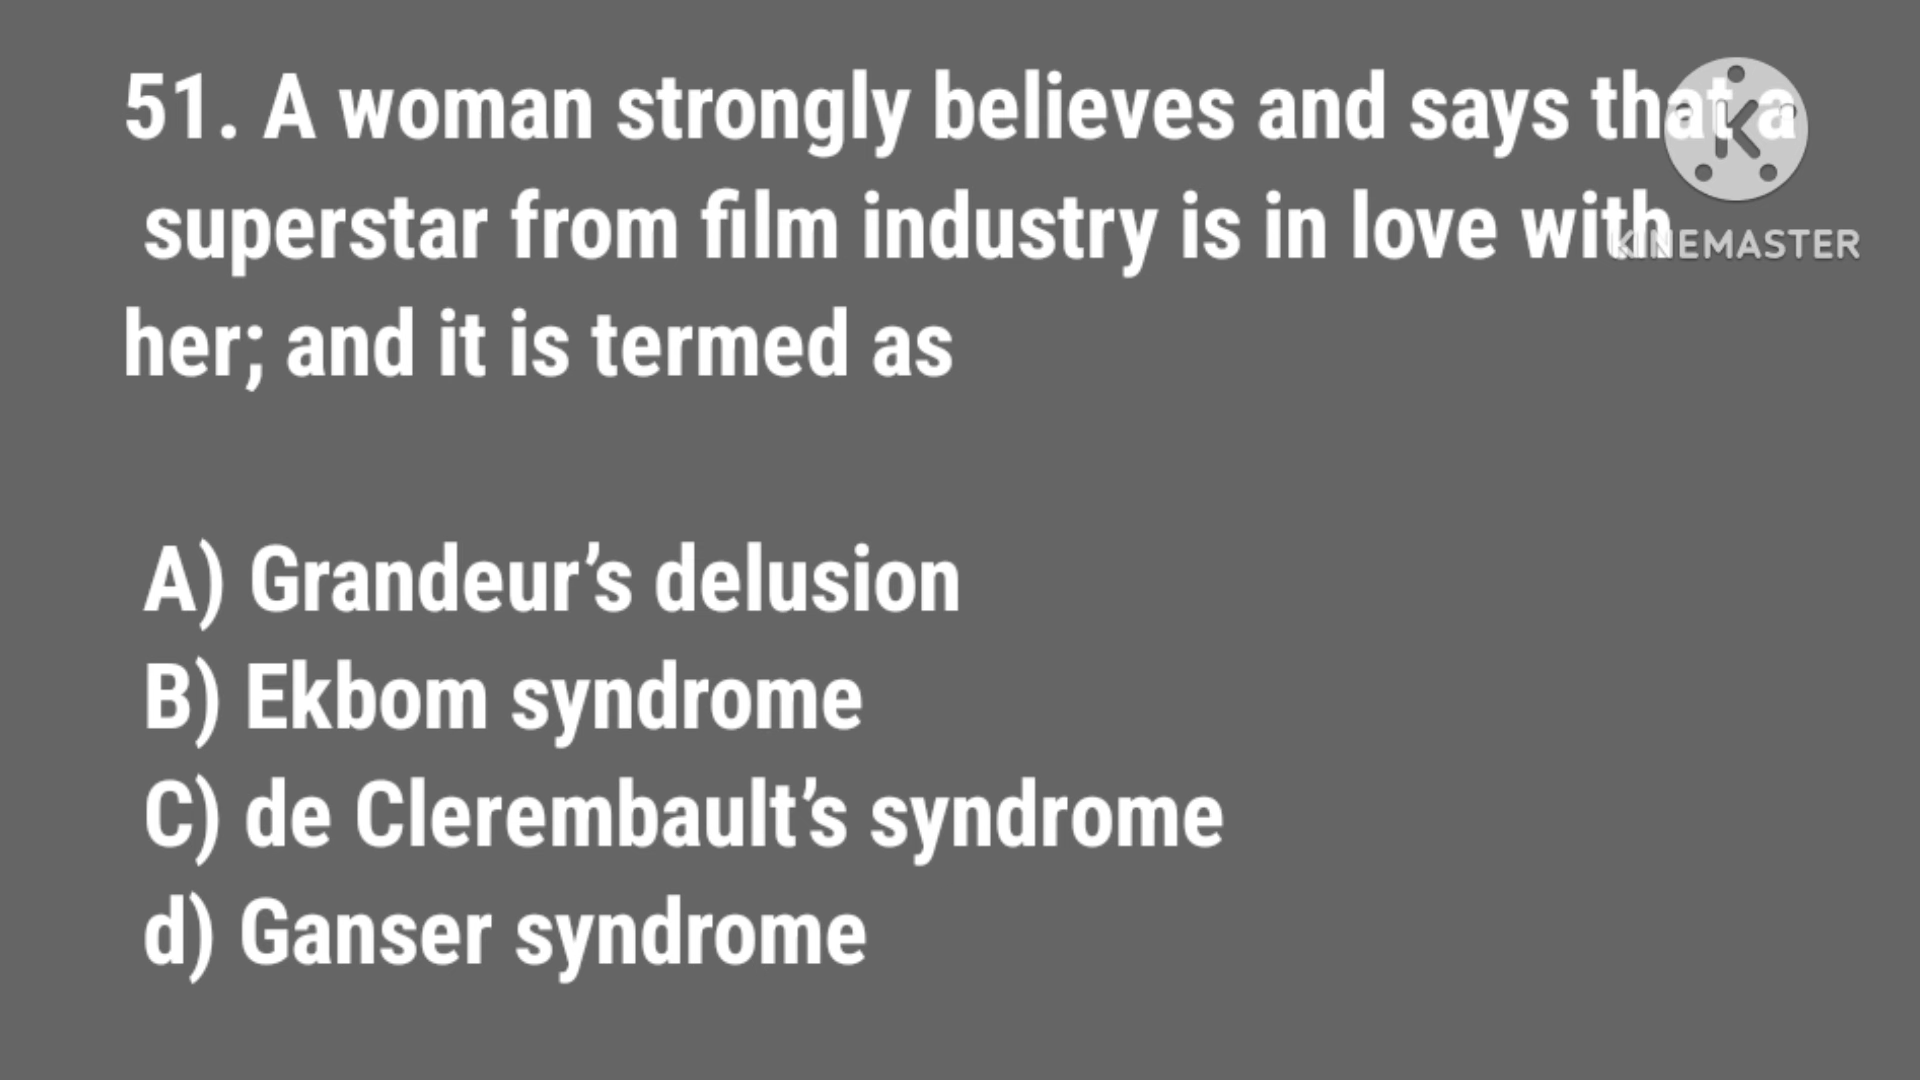 51. A woman strongly believes and says that a
superstar from film industry is in love with
KINEMASTER
her; and it is termed as
A) Grandeur’s delusion
B) Ekbom syndrome
C) de Clerembault’s syndrome
d) Ganser syndrome